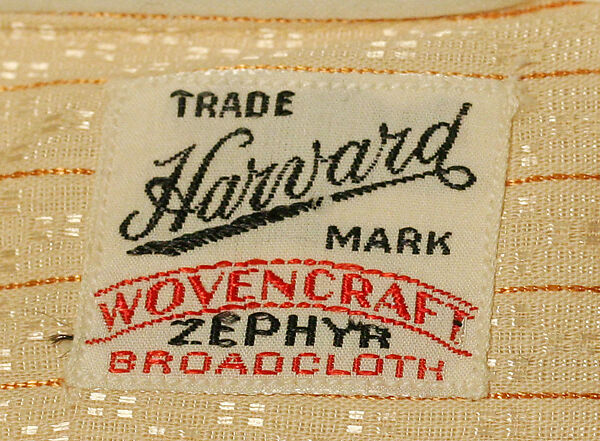 TRADE
Harvard
MARK
WOVENCRAFT
ZEPHYR
BROADCLOTH